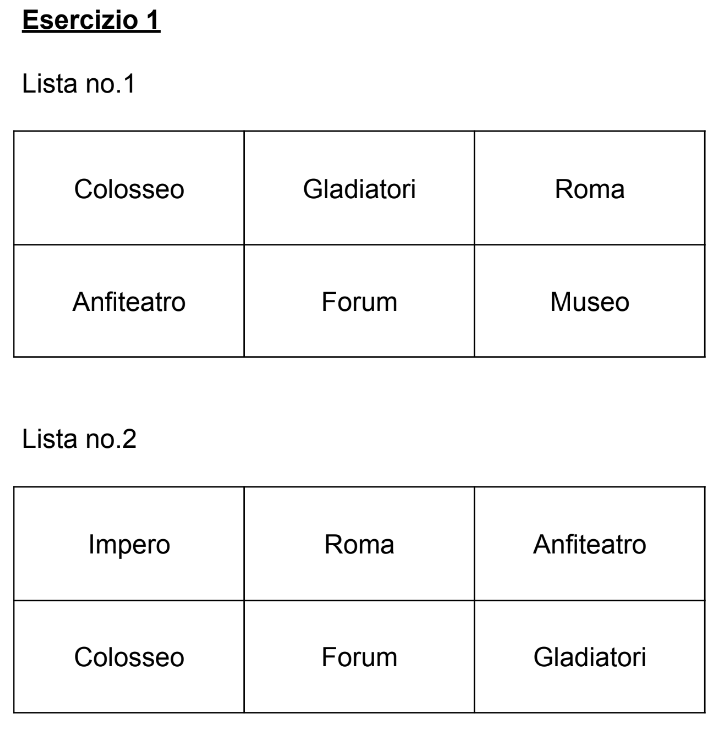 Esercizio 1
Lista no.1
Colosseo Gladiatori Roma
Anfiteatro Forum Museo
Lista no.2
Impero Roma Anfiteatro
Colosseo Forum Gladiatori